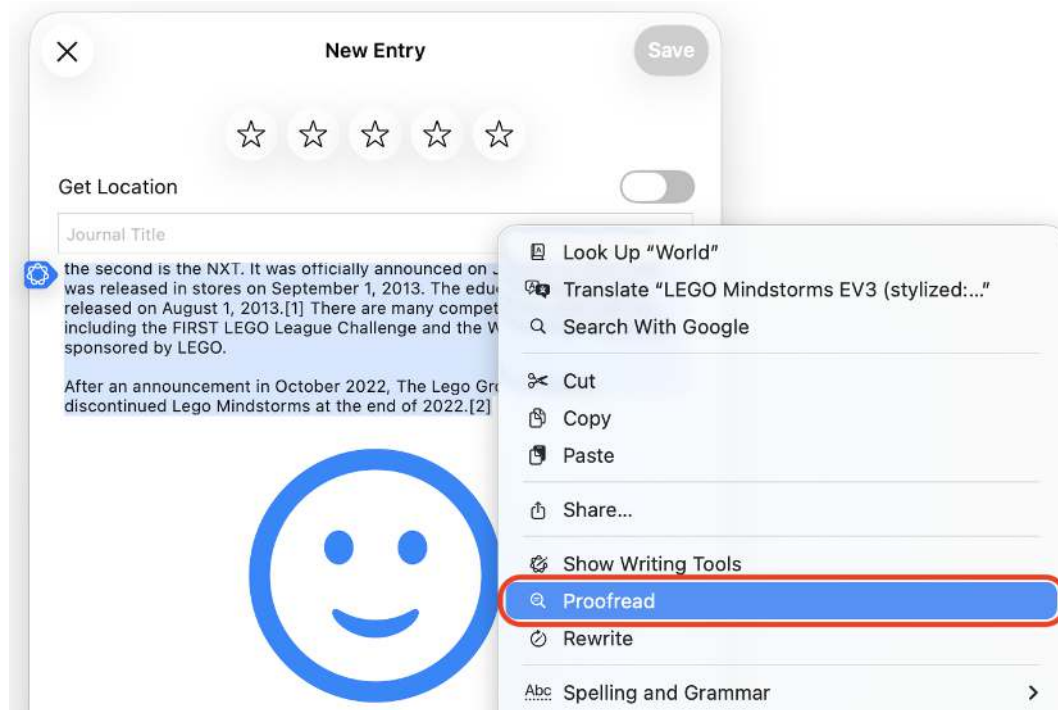 New Entry
Save
Get Location
Journal Title
the second is the NXT. It was officially announced on
was released in stores on September 1, 2013. The
released on August 1, 2013.[1] There are many
including the FIRST LEGO League Challenge and the
sponsored by LEGO.
After an announcement in October 2022, The Lego
discontinued Lego Mindstorms at the end of 2022.[2]
Look Up “World”
Translate “LEGO Mindstorms EV3 (stylized:...”
Search With Google
Cut
Copy
Paste
Share...
Show Writing Tools
Proofread
Rewrite
Abc Spelling and Grammar